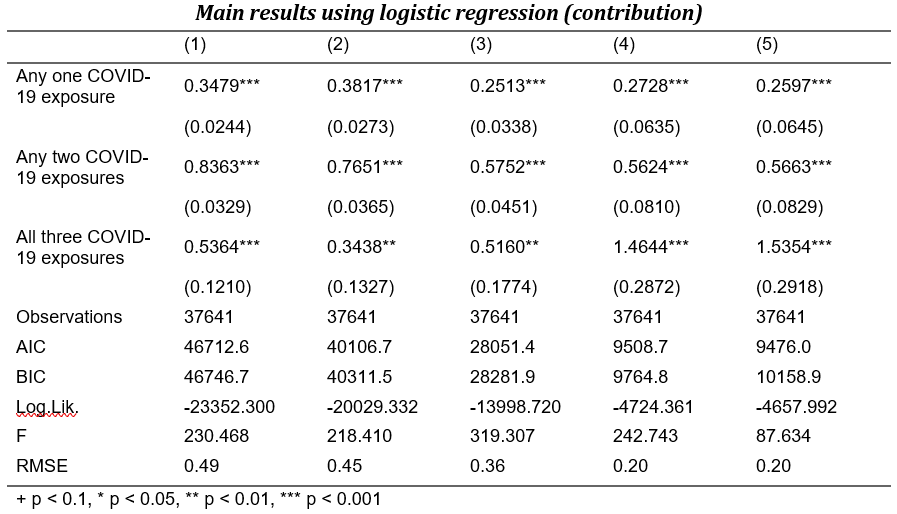 Main results using logistic regression (contribution)
(1) (2) (3) (4) (5)
Any one COVID-
19 exposure 0.3479*** 0.3817*** 0.2513*** 0.2728*** 0.2597***
(0.0244) (0.0273) (0.0338) (0.0635) (0.0645)
Any two COVID-
19 exposures 0.8363*** 0.7651*** 0.5752*** 0.5624*** 0.5663***
(0.0329) (0.0365) (0.0451) (0.0810) (0.0829)
All three COVID-
19 exposures 0.5364*** 0.3438** 0.5160** 1.4644*** 1.5354***
(0.1210) (0.1327) (0.1774) (0.2872) (0.2918)
Observations 37641 37641 37641 37641 37641
AIC 46712.6 40106.7 28051.4 9508.7 9476.0
BIC 46746.7 40311.5 28281.9 9764.8 10158.9
Log.Lik. -23352.300 -20029.332 -13998.720 -4724.361 -4657.992
F 230.468 218.410 319.307 242.743 87.634
RMSE 0.49 0.45 0.36 0.20 0.20
+ p < 0.1, * p < 0.05, ** p < 0.01, *** p < 0.001